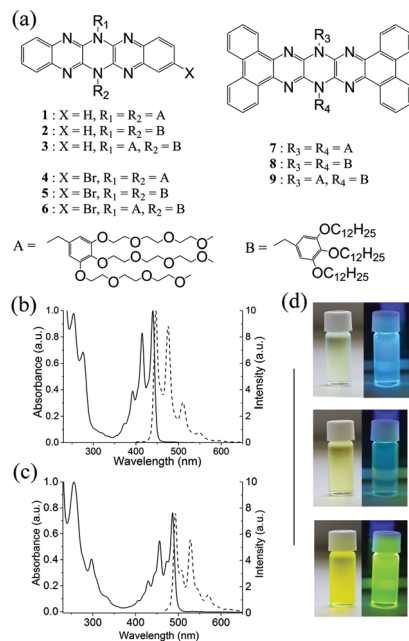 (a)
R1
N N N
N N N
X
R2
1 : X = H, R1 = R2 = A
2 : X = H, R1 = R2 = B
3 : X = H, R1 = A, R2 = B
4 : X = Br, R1 = R2 = A
5 : X = Br, R1 = R2 = B
6 : X = Br, R1 = A, R2 = B
R3
N N N
N N N
R4
7 : R3 = R4 = A
8 : R3 = R4 = B
9 : R3 = A, R4 = B
A =
O O O O
O O O O
O O O O
B =
OC12H25
OC12H25
OC12H25
(b)
Absorbance (a.u.)
1.0
0.8
0.6
0.4
0.2
0.0
300 400 500 600
Wavelength (nm)
10
8
6
4
2
0
Intensity (a.u.)
(c)
Absorbance (a.u.)
1.0
0.8
0.6
0.4
0.2
0.0
300 400 500 600
Wavelength (nm)
10
8
6
4
2
0
Intensity (a.u.)
(d)